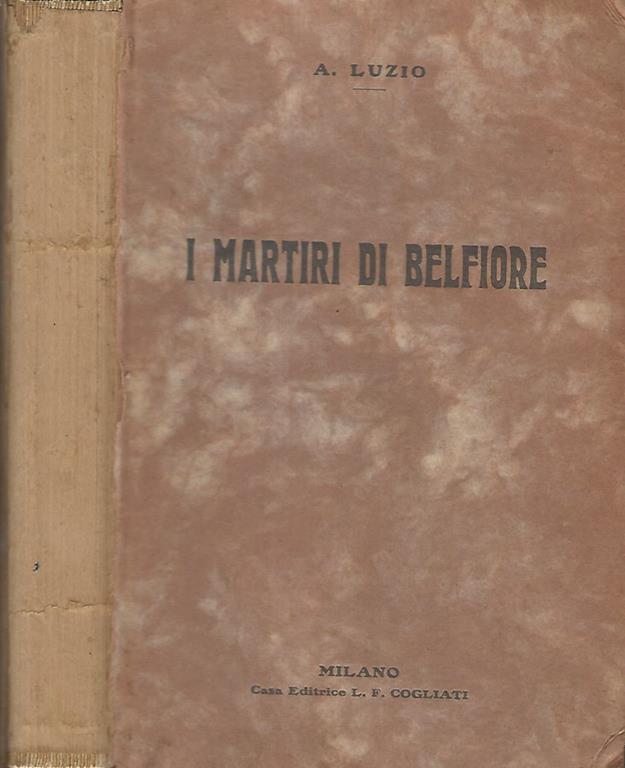 A. LUZIO
I MARTIRI DI BELFIORE
MILANO
Casa Editrice L. F. COGLIATI